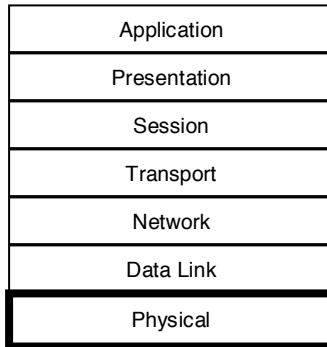 Application
Presentation
Session
Transport
Network
Data Link
Physical